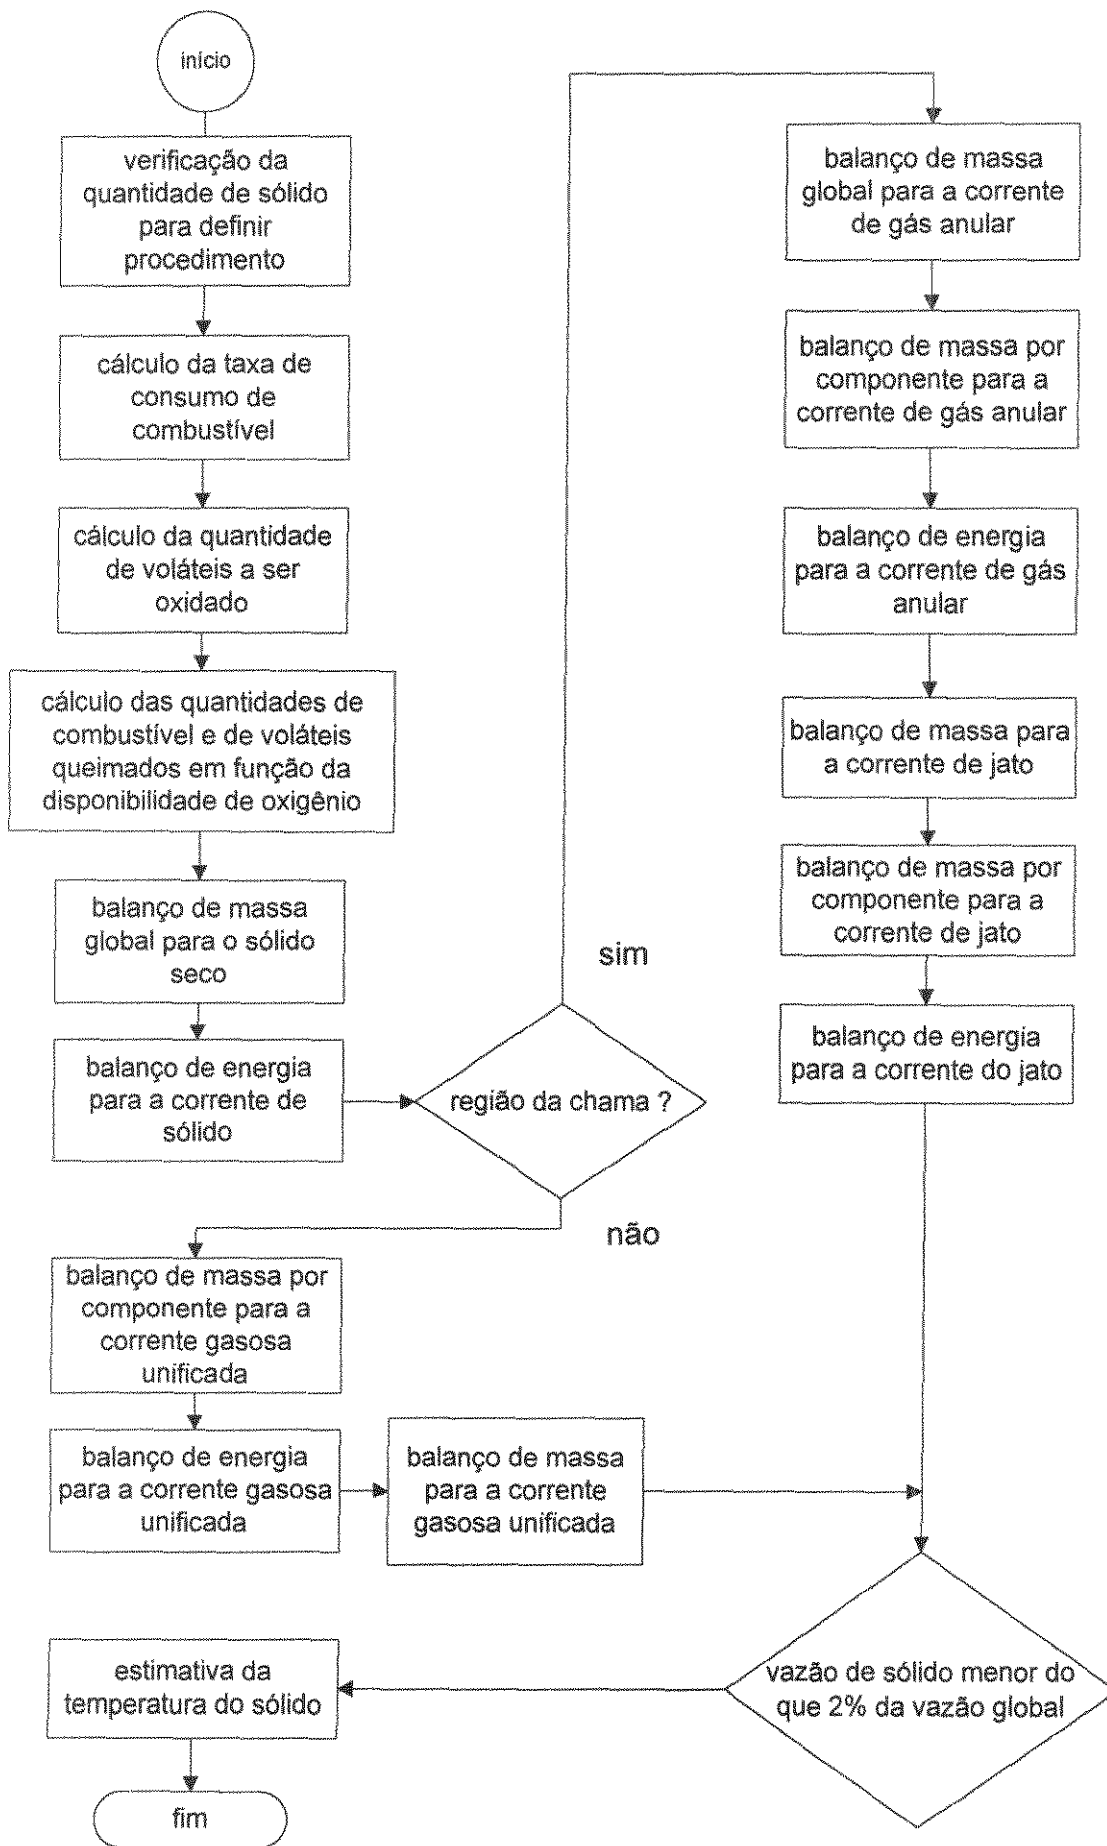 início
verificação da
quantidade de sólido
para definir
procedimento
cálculo da taxa de
consumo de
combustível
cálculo da quantidade
de voláteis a ser
oxidado
cálculo das quantidades de
combustível e de voláteis
queimados em função da
disponibilidade de oxigênio
balanço de massa
global para o sólido
seco
balanço de energia
para a corrente de
sólido
região da chama ?
sim
não
balanço de massa
global para a corrente
de gás anular
balanço de massa por
componente para a
corrente de gás anular
balanço de energia
para a corrente de gás
anular
balanço de massa para
a corrente de jato
balanço de massa por
componente para a
corrente de jato
balanço de energia
para a corrente do jato
balanço de massa por
componente para a
corrente gasosa
unificada
balanço de energia
para a corrente gasosa
unificada
balanço de massa
para a corrente
gasosa unificada
vazão de sólido menor do
que 2% da vazão global
estimativa da
temperatura do sólido
fim